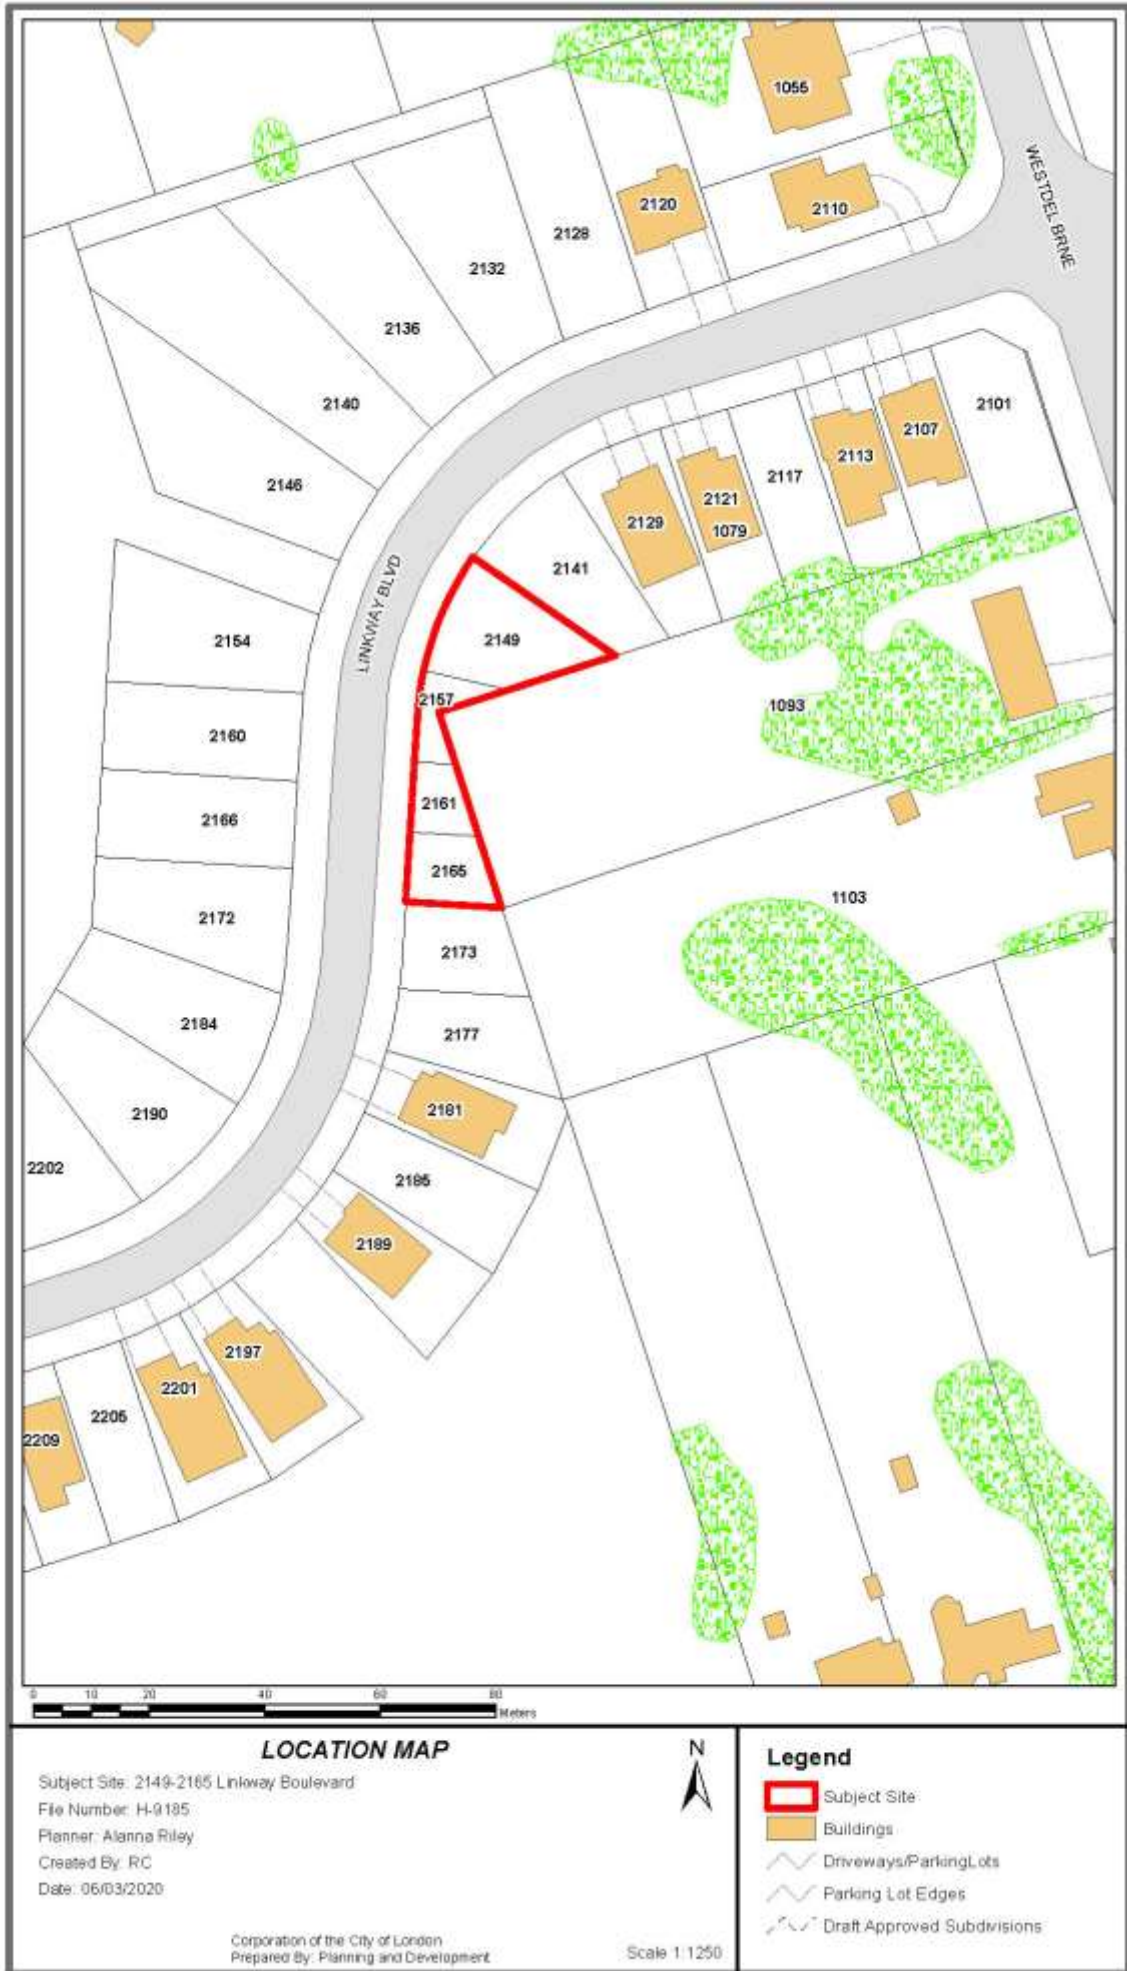 1055
WESTDEL BRNE
2120
2110
2128
2132
2136
2140
2146
2101
2107
2113
2117
2121
1079
2129
2141
LINKWAY BLVD
2149
2154
2157
1093
2160
2161
2166
2165
1103
2172
2173
2184
2177
2190
2181
2202
2185
2189
2197
2201
2205
2209
0 10 20 40 60 80
Meters
LOCATION MAP
N
Subject Site: 2149-2165 Linkway Boulevard
File Number: H-9185
Planner: Alanna Riley
Created By: RC
Date: 06/03/2020
Corporation of the City of London
Prepared By: Planning and Development
Scale 1:1250
Legend
Subject Site
Buildings
Driveways/ParkingLots
Parking Lot Edges
Draft Approved Subdivisions